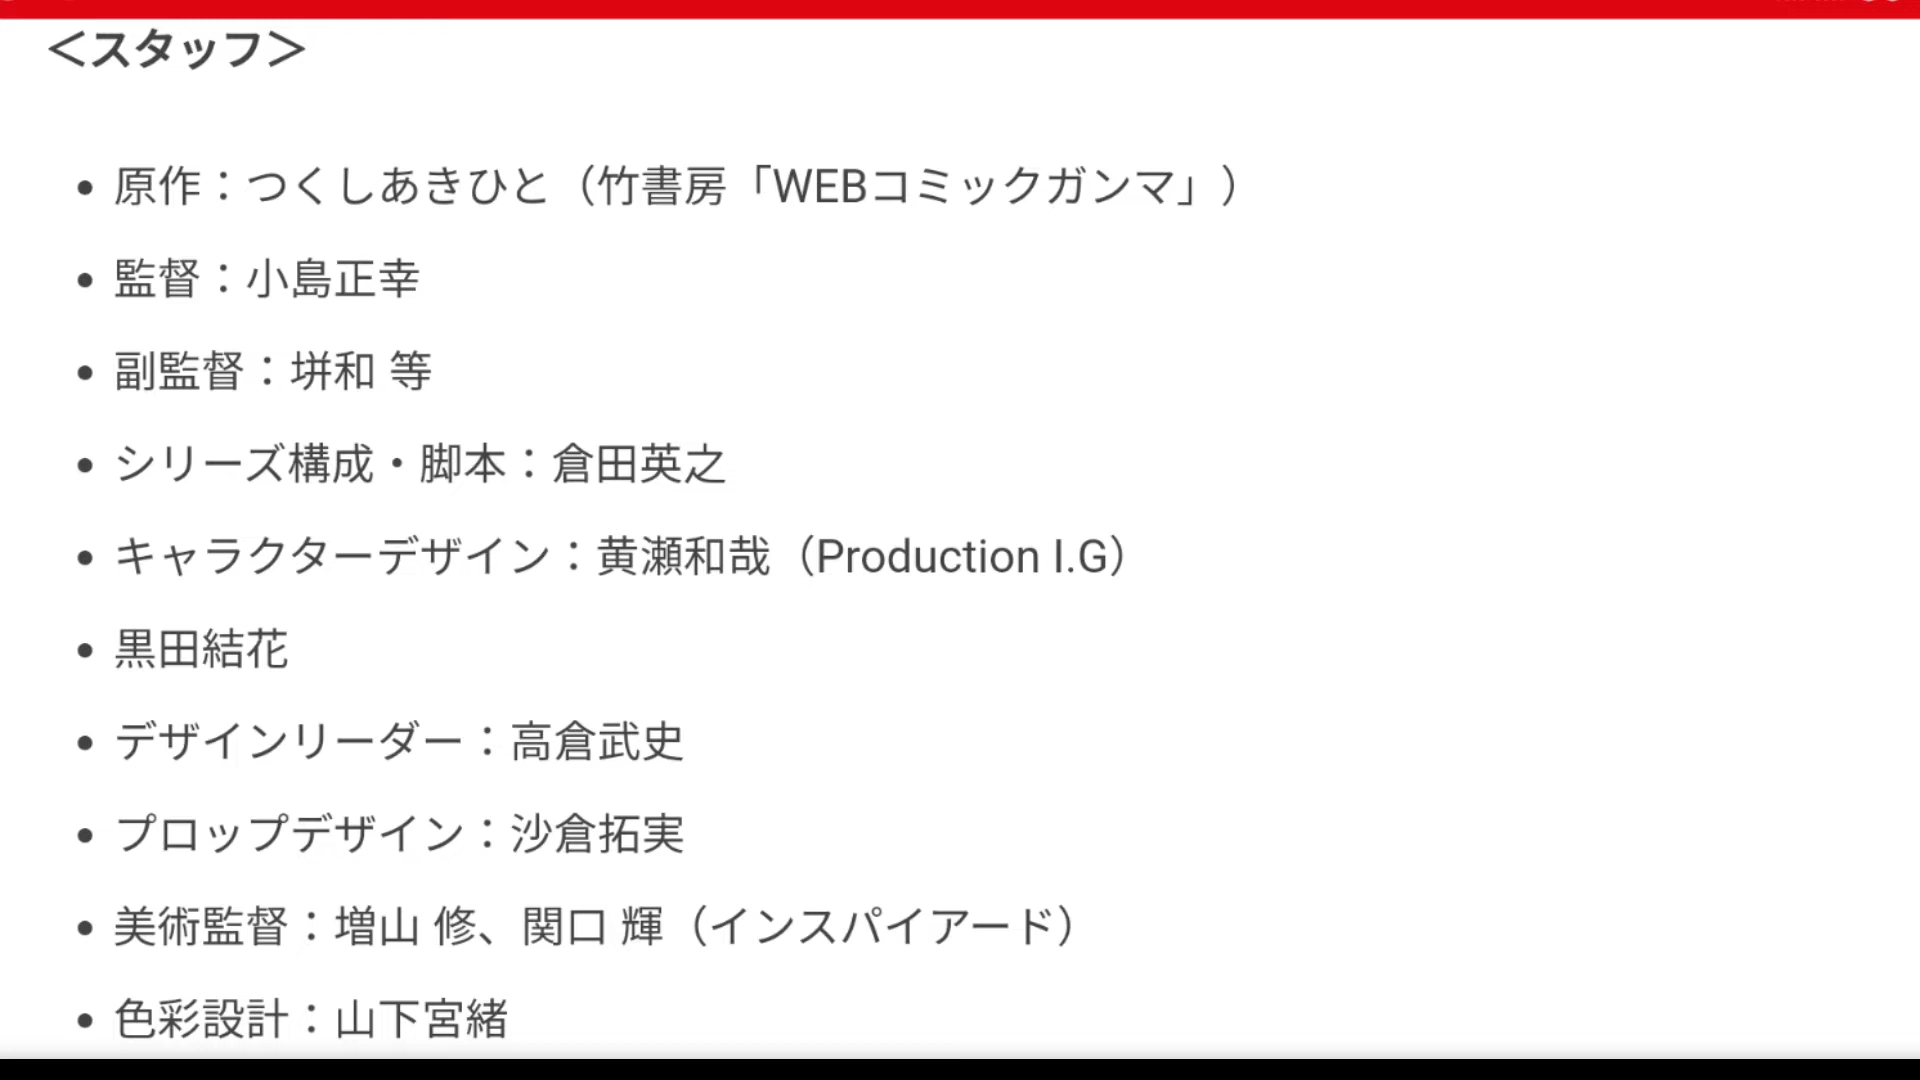 ＜スタッフ＞
原作：つくしあきひと（竹書房「WEBコミックガンマ」）
監督：小島正幸
副監督：垪和 等
シリーズ構成・脚本：倉田英之
キャラクターデザイン：黄瀬和哉（Production I.G）
黒田結花
デザインリーダー：高倉武史
プロップデザイン：沙倉拓実
美術監督：増山 修、関口 輝（インスパイアード）
色彩設計：山下宮緒